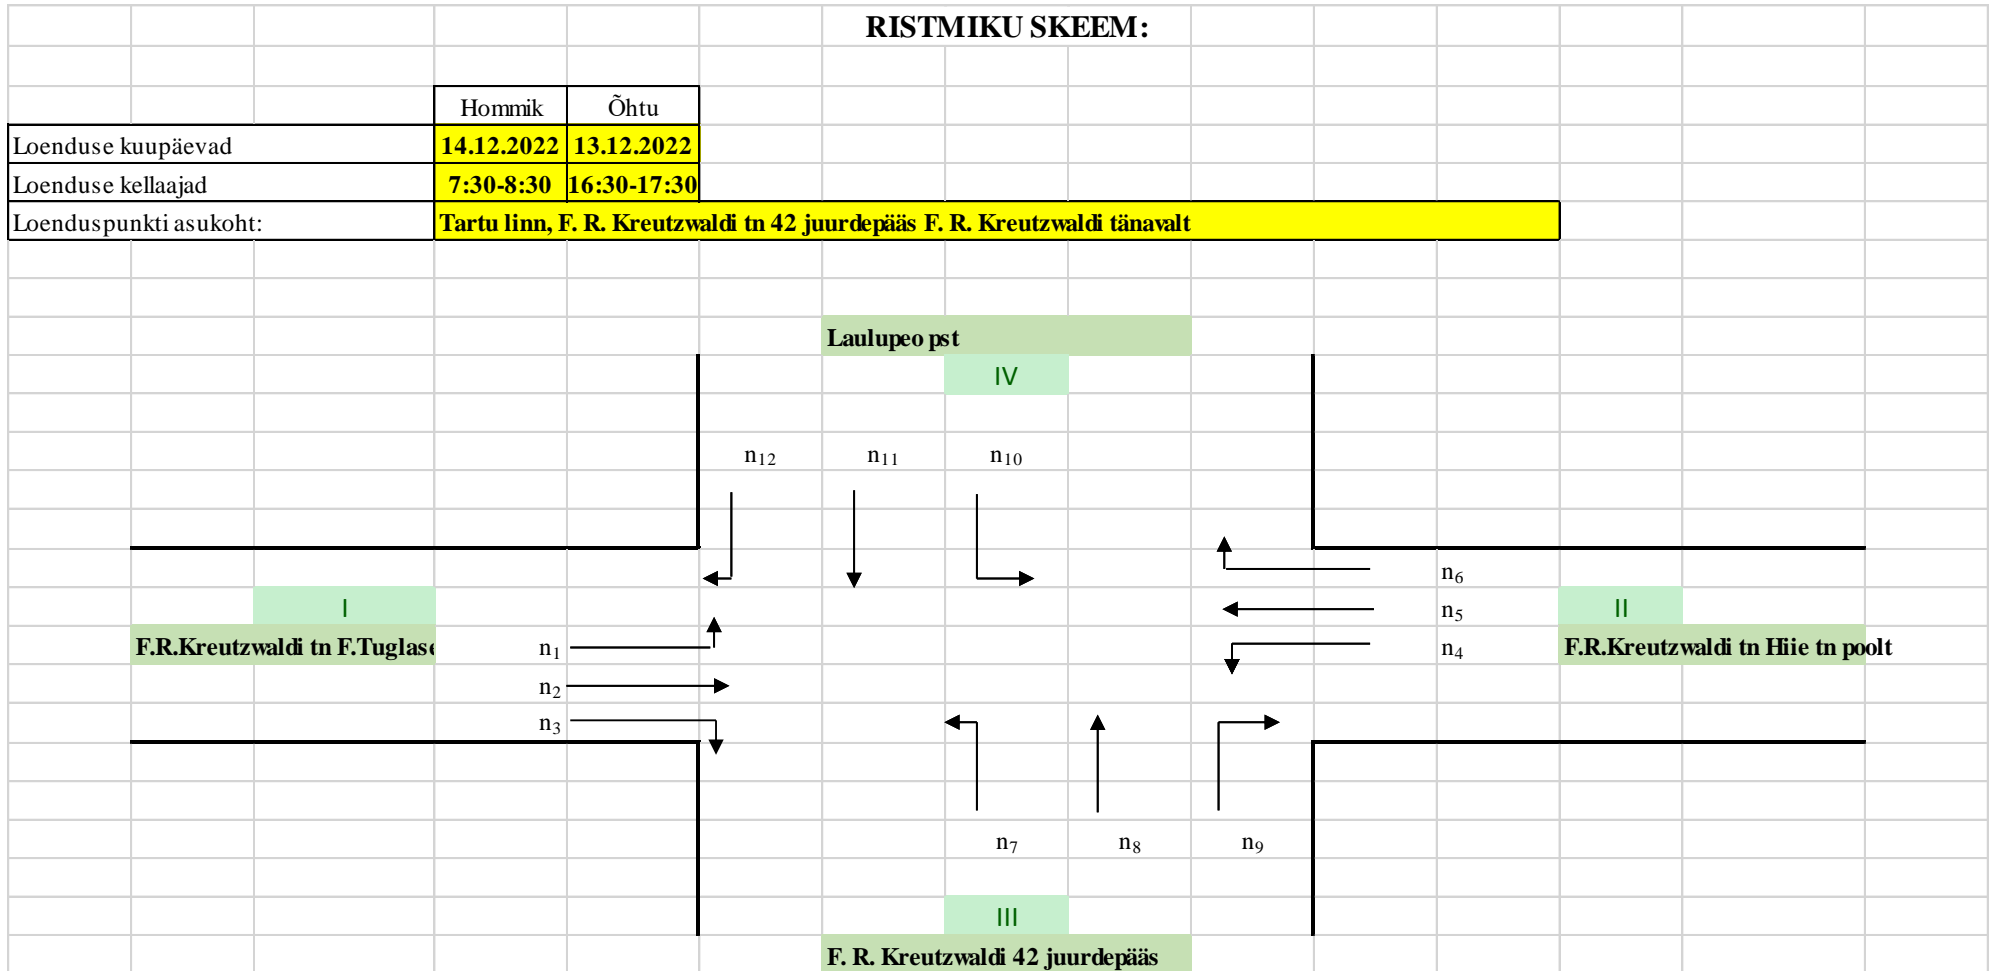 RISTMIKU SKEEM:
Hommik Õhtu
Loenduse kuupäevad 14.12.2022 13.12.2022
Loenduse kellaajad 7:30-8:30 16:30-17:30
Loenduspunkti asukoht: Tartu linn, F. R. Kreutzwaldi tn 42 juurdepääs F. R. Kreutzwaldi tänavalt
Laulupeo pst
IV
n12 n11 n10
n6
I n5 II
F.R.Kreutzwaldi tn F.Tuglase n1 n4 F.R.Kreutzwaldi tn Hiie tn poolt
n2
n3
n7 n8 n9
III
F. R. Kreutzwaldi 42 juurdepääs